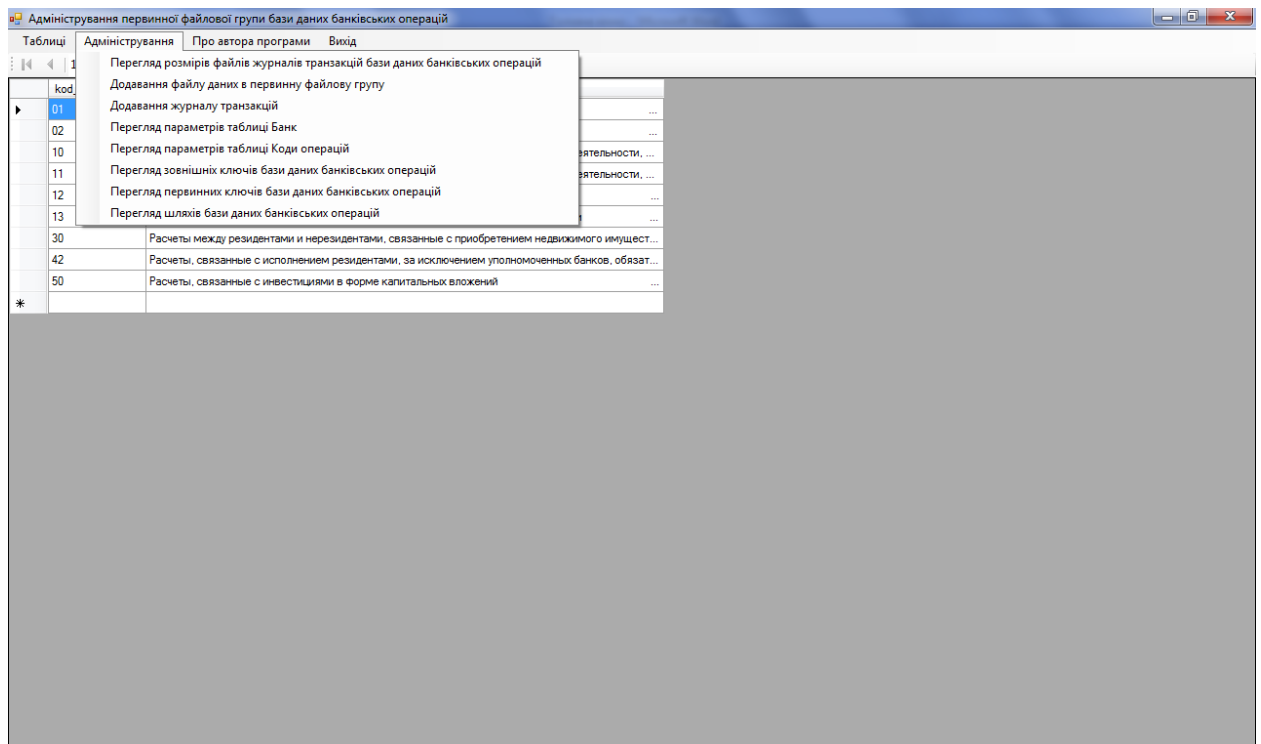 Адміністрування первинної файлової групи бази даних банківських операцій
Таблиці Адміністрування Про автора програми Вихід
1
Перегляд розмірів файлів журналів транзакцій бази даних банківських операцій
Додавання файлу даних в первинну файлову групу
Додавання журналу транзакцій
Перегляд параметрів таблиці Банк
Перегляд параметрів таблиці Коди операцій
Перегляд зовнішніх ключів бази даних банківських операцій
Перегляд первинних ключів бази даних банківських операцій
Перегляд шляхів бази даних банківських операцій
kod_
01 ...
02 ...
10 ...
11 ...
12 ...
13 ...
30 Расчеты между резидентами и нерезидентами, связанные с приобретением недвижимого имущест...
42 Расчеты, связанные с исполнением резидентами, за исключением уполномоченных банков, обязат...
50 Расчеты, связанные с инвестициями в форме капитальных вложений ...